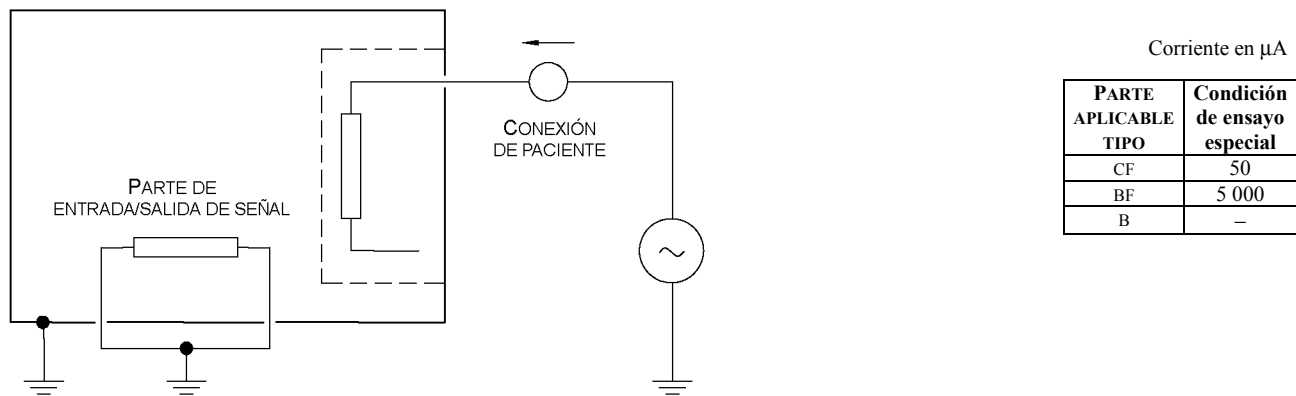 CONEXIÓN
DE PACIENTE
PARTE DE
ENTRADA/SALIDA DE SEÑAL
Corriente en μA
PARTE APLICABLE TIPO Condición de ensayo especial
CF 50
BF 5 000
B –